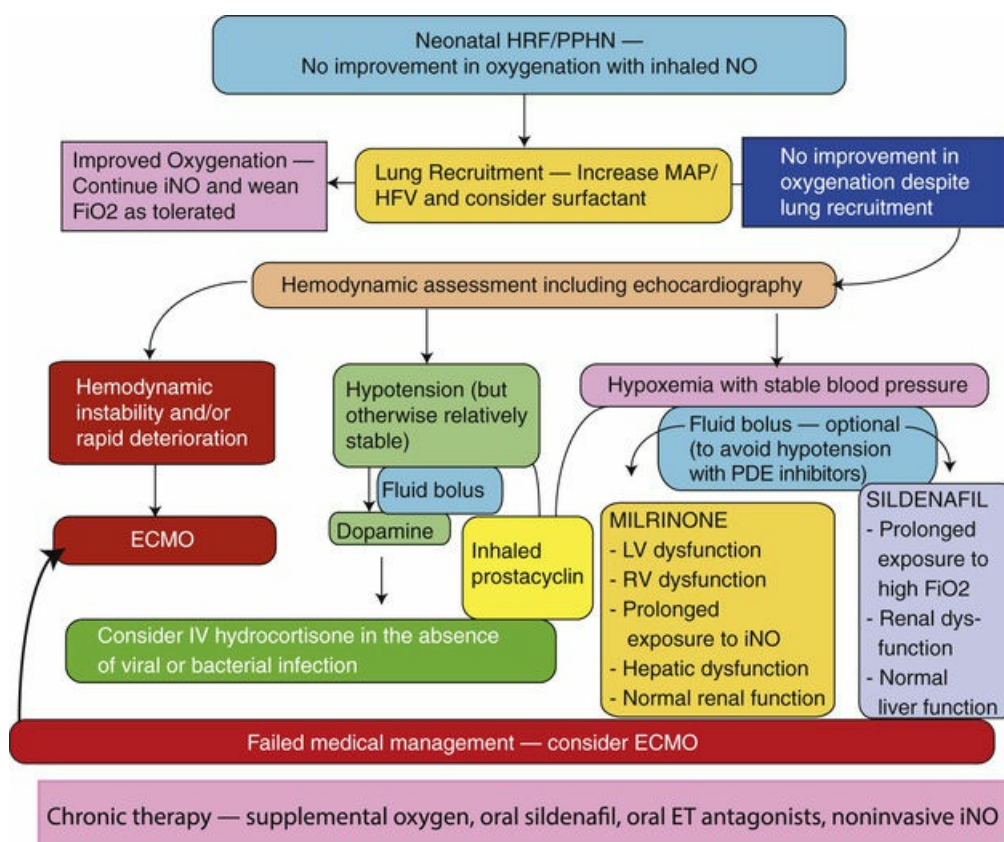 Neonatal HRF/PPHN —
No improvement in oxygenation with inhaled NO
Improved Oxygenation —
Continue iNO and wean
FiO2 as tolerated
Lung Recruitment — Increase MAP/
HFV and consider surfactant
No improvement in
oxygenation despite
lung recruitment
Hemodynamic assessment including echocardiography
Hemodynamic
instability and/or
rapid deterioration
ECMO
Hypotension (but
otherwise relatively
stable)
Fluid bolus
Dopamine
Consider IV hydrocortisone in the absence
of viral or bacterial infection
Inhaled
prostacyclin
Hypoxemia with stable blood pressure
Fluid bolus — optional
(to avoid hypotension
with PDE inhibitors)
MILRINONE
- LV dysfunction
- RV dysfunction
- Prolonged
exposure to iNO
- Hepatic dysfunction
- Normal renal function
SILDENAFIL
- Prolonged
exposure to
high FiO2
- Renal dys-
function
- Normal
liver function
Failed medical management — consider ECMO
Chronic therapy — supplemental oxygen, oral sildenafil, oral ET antagonists, noninvasive iNO